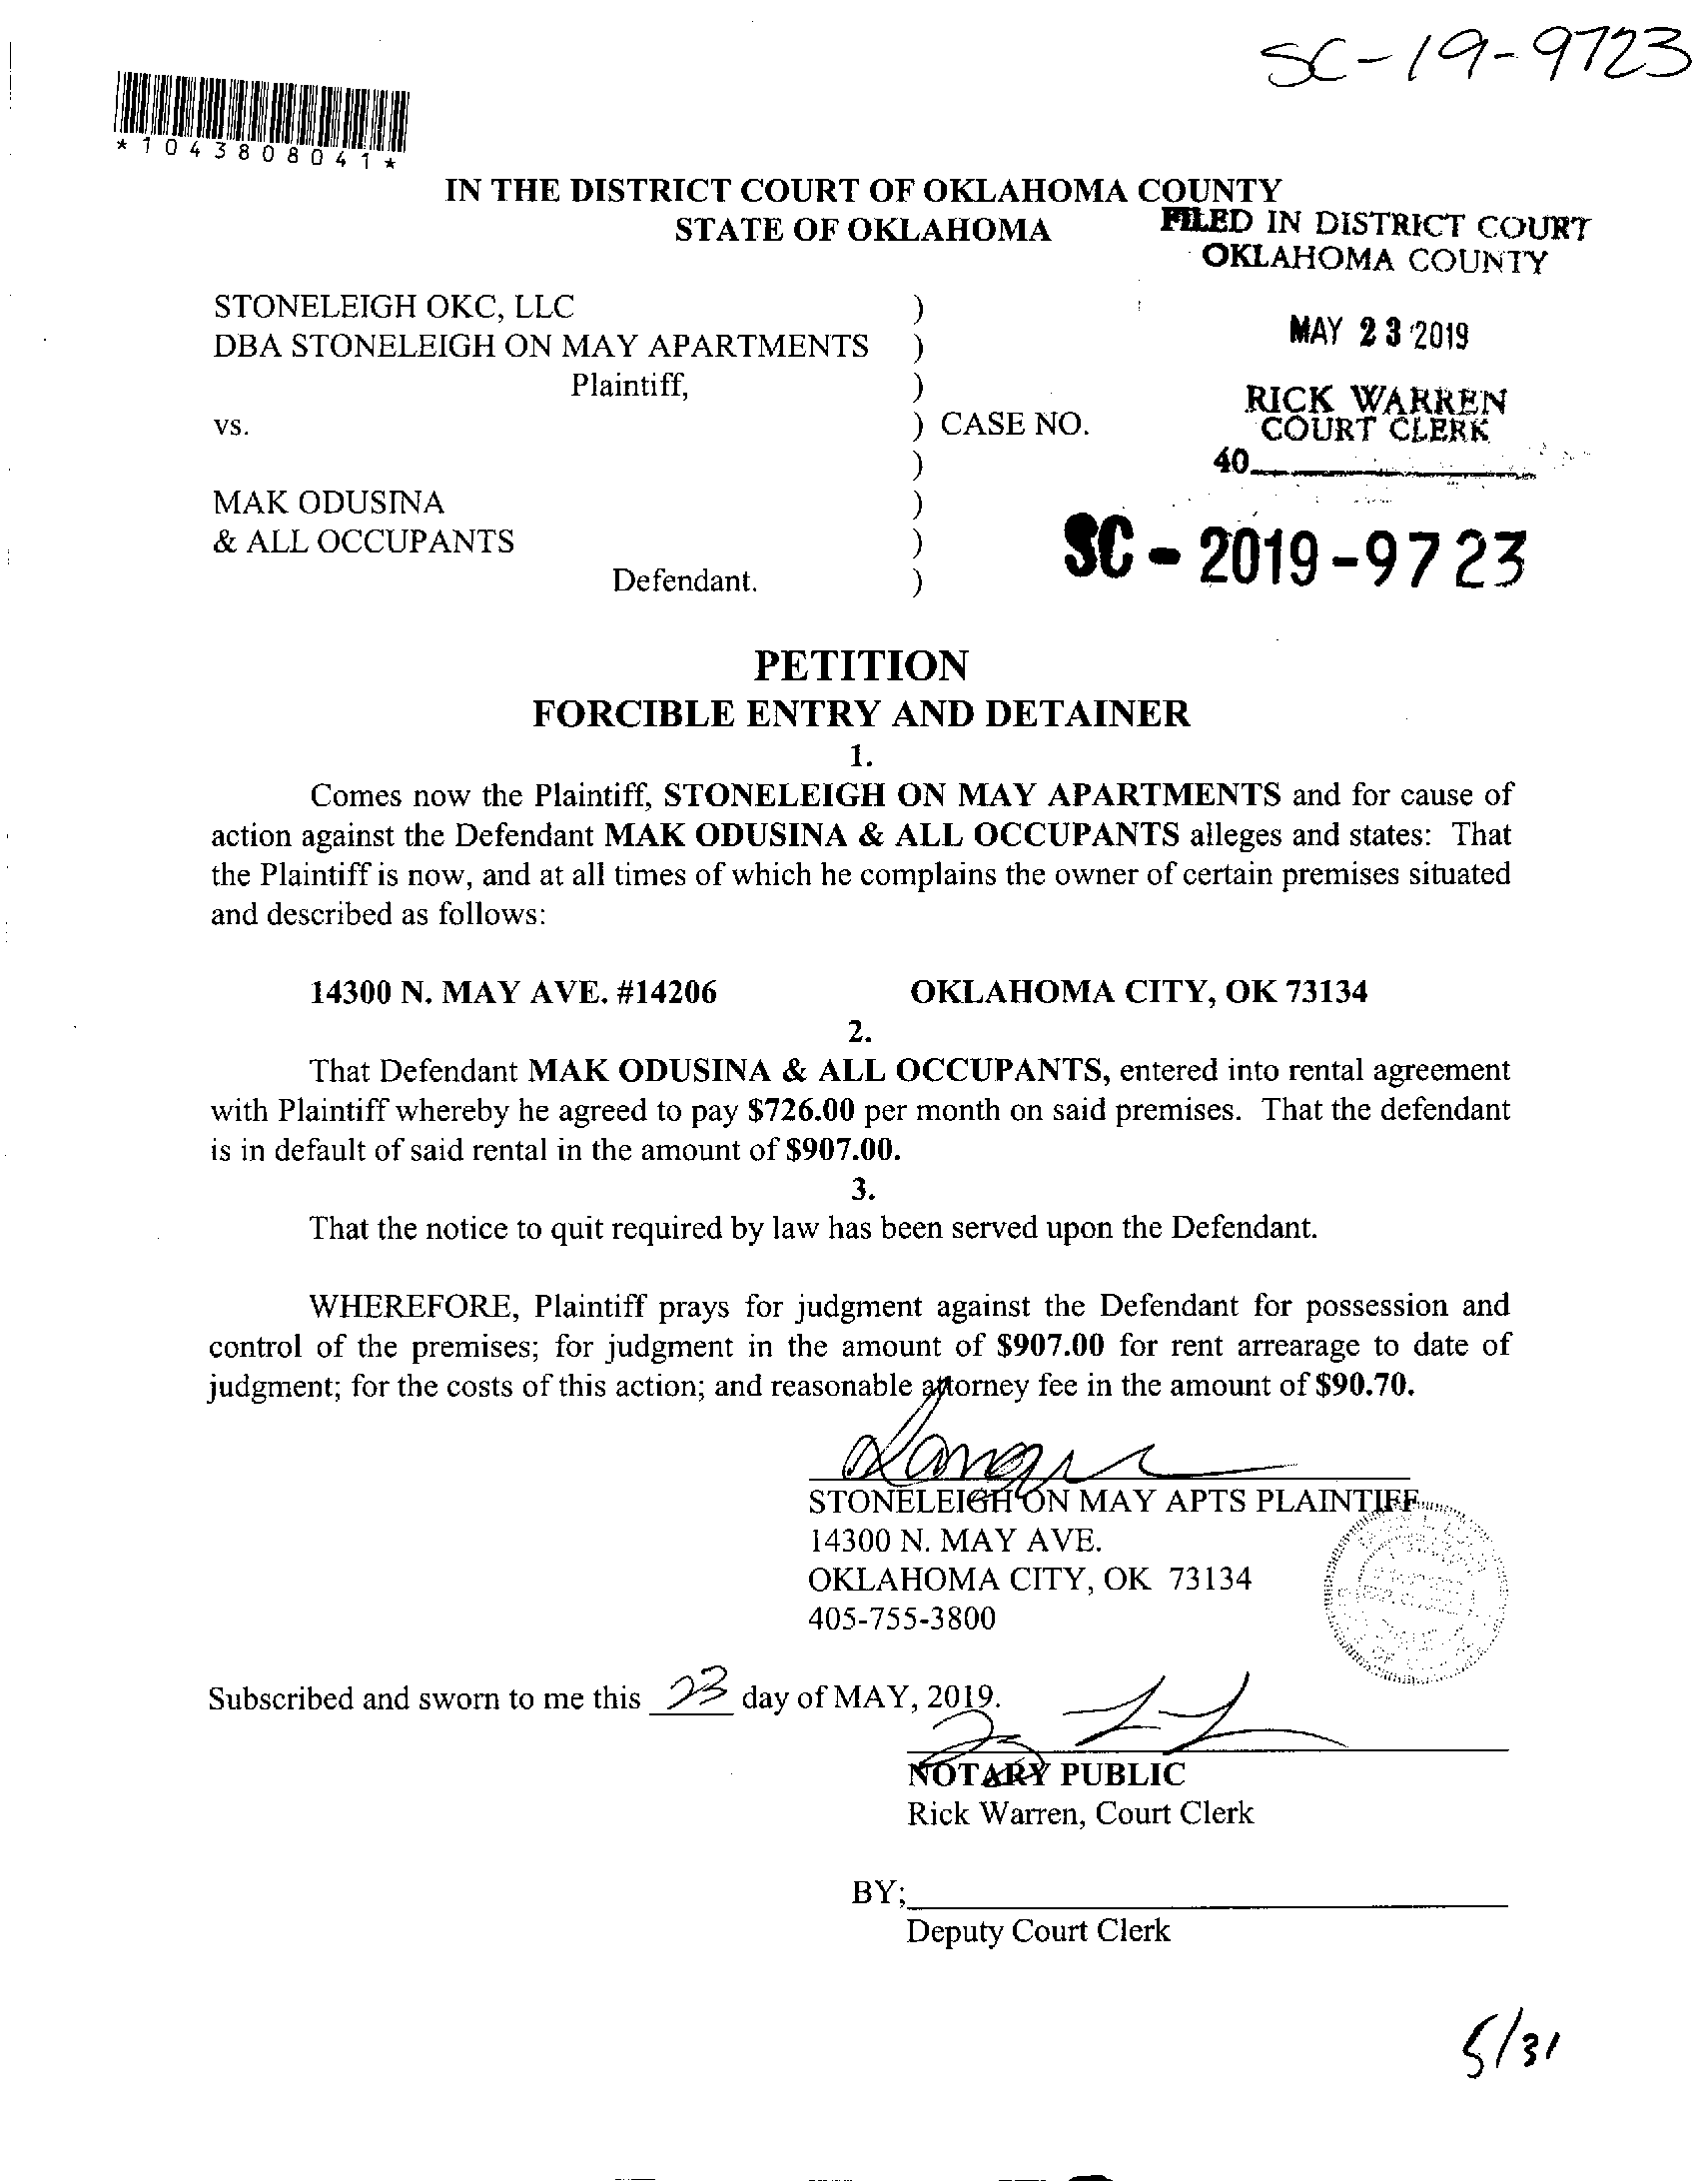 SC-19-9723
*1043808041*
IN THE DISTRICT COURT OF OKLAHOMA COUNTY
STATE OF OKLAHOMA
FILED IN DISTRICT COURT
OKLAHOMA COUNTY
STONELEIGH OKC, LLC )
DBA STONELEIGH ON MAY APARTMENTS )
MAY 23 2019
Plaintiff, )
RICK WARREN
vs. ) CASE NO.
COURT CLERK
)
40
MAK ODUSINA )
& ALL OCCUPANTS )
SC - 2019 - 9723
Defendant. )
PETITION
FORCIBLE ENTRY AND DETAINER
1.
Comes now the Plaintiff, STONELEIGH ON MAY APARTMENTS and for cause of
action against the Defendant MAK ODUSINA & ALL OCCUPANTS alleges and states: That
the Plaintiff is now, and at all times of which he complains the owner of certain premises situated
and described as follows:
14300 N. MAY AVE. #14206 OKLAHOMA CITY, OK 73134
2.
That Defendant MAK ODUSINA & ALL OCCUPANTS, entered into rental agreement
with Plaintiff whereby he agreed to pay $726.00 per month on said premises. That the defendant
is in default of said rental in the amount of $907.00.
3.
That the notice to quit required by law has been served upon the Defendant.
WHEREFORE, Plaintiff prays for judgment against the Defendant for possession and
control of the premises; for judgment in the amount of $907.00 for rent arrearage to date of
judgment; for the costs of this action; and reasonable attorney fee in the amount of $90.70.
STONELEIGH ON MAY APTS PLAINTIFF
14300 N. MAY AVE.
OKLAHOMA CITY, OK 73134
405-755-3800
Subscribed and sworn to me this 23 day of MAY, 2019.
NOTARY PUBLIC
Rick Warren, Court Clerk
BY;
Deputy Court Clerk
5/31